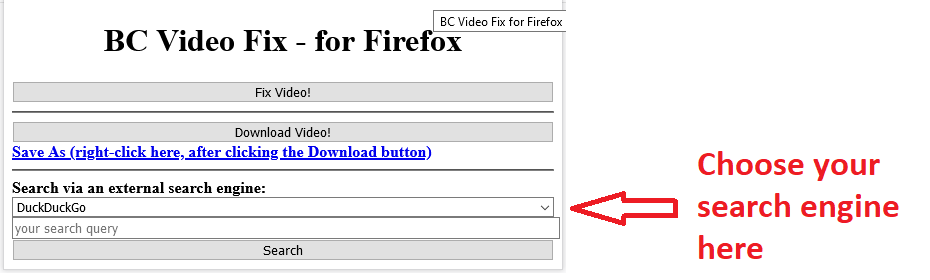 BC Video Fix for Firefox
BC Video Fix - for Firefox
Fix Video!
Download Video!
Save As (right-click here, after clicking the Download button)
Search via an external search engine:
DuckDuckGo
your search query
Search
Choose your
search engine
here